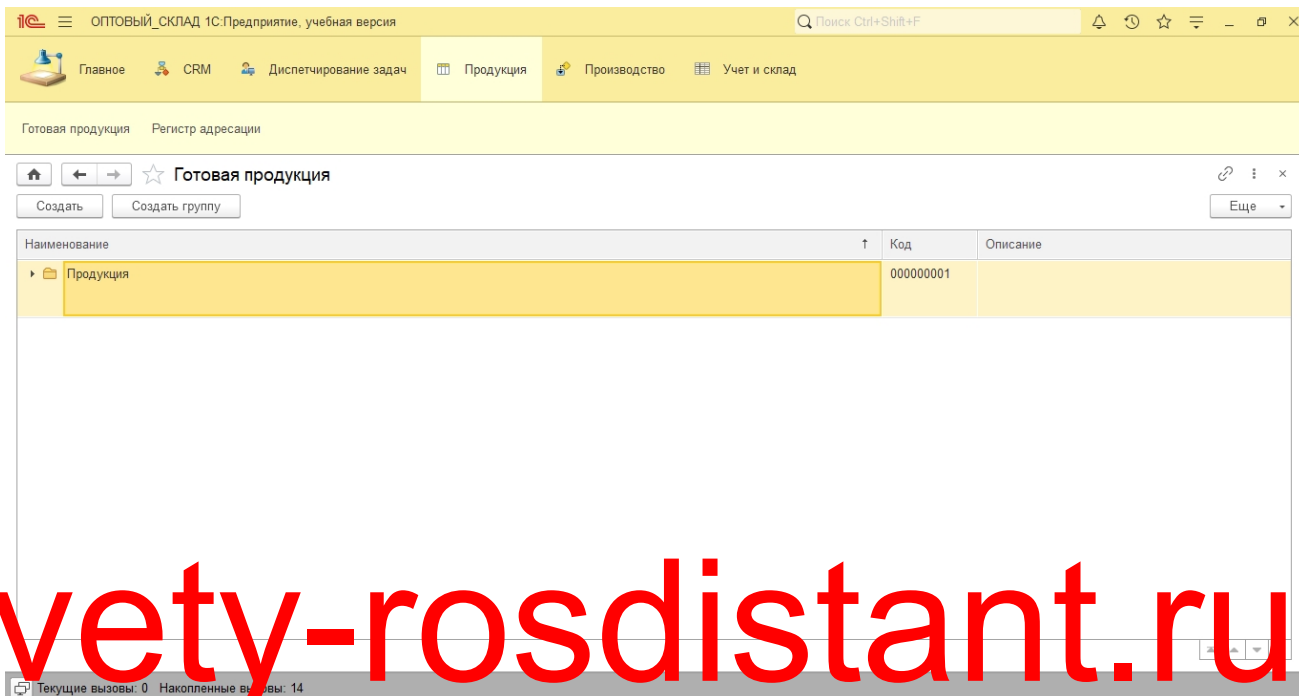 ОПТОВЫЙ_СКЛАД 1С:Предприятие, учебная версия
Поиск Ctrl+Shift+F
Главное CRM Диспетчирование задач Продукция Производство Учет и склад
Готовая продукция Регистр адресации
Готовая продукция
Создать Создать группу Еще
Наименование ↑ Код Описание
Продукция 000000001
vety-rosdistant.ru
Текущие вызовы: 0 Накопленные вызовы: 14